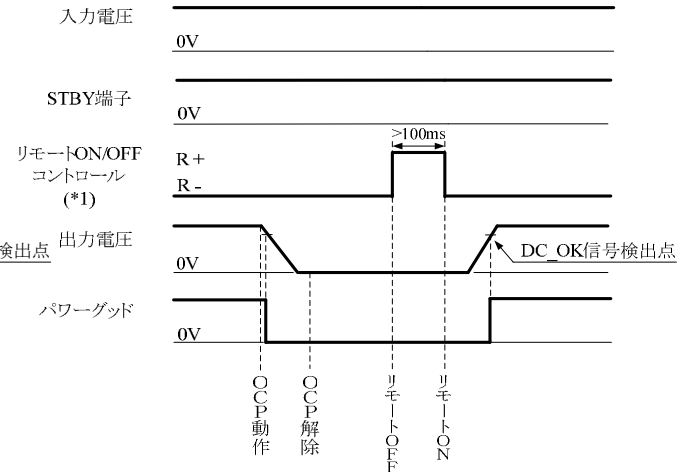 入力電圧
0V
STBY端子
0V
>100ms
リモートON/OFF
コントロール
(*1)
R+
R-
検出点
出力電圧
0V
DC_OK信号検出点
パワーグッド
0V
OCP動作
OCP解除
リモートOFF
リモートON